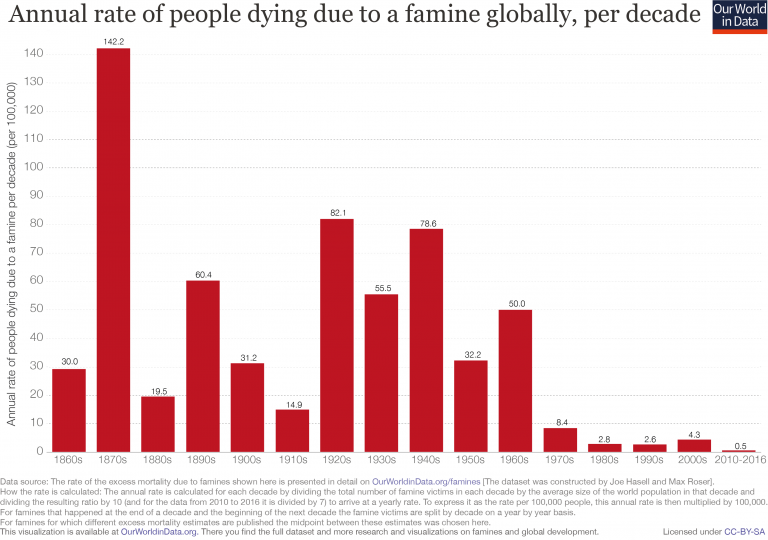 Annual rate of people dying due to a famine globally, per decade
Our World
in Data
Annual rate of people dying due to a famine per decade (per 100,000)
140
130
120
110
100
90
80
70
60
50
40
30
20
10
0
30.0
142.2
19.5
60.4
31.2
14.9
82.1
55.5
78.6
32.2
50.0
8.4
2.8
2.6
4.3
0.5
1860s
1870s
1880s
1890s
1900s
1910s
1920s
1930s
1940s
1950s
1960s
1970s
1980s
1990s
2000s
2010-2016
Data source: The rate of the excess mortality due to famines shown here is presented in detail on OurWorldinData.org/famines [The dataset was constructed by Joe Hasell and Max Roser].
How the rate is calculated: The annual rate is calculated for each decade by dividing the total number of famine victims in each decade by the average size of the world population in that decade and
dividing the resulting ratio by 10 (and for the data from 2010 to 2016 it is divided by 7) to arrive at a yearly rate. To express it as the rate per 100,000 people, this annual rate is then multiplied by 100,000.
For famines that happened at the end of a decade and the beginning of the next decade the famine victims are split by decade on a year by year basis.
For famines for which different excess mortality estimates are published the midpoint between these estimates was chosen here.
This visualization is available at OurWorldinData.org. There you find the full dataset and more research and visualizations on famines and global development.
Licensed under CC-BY-SA